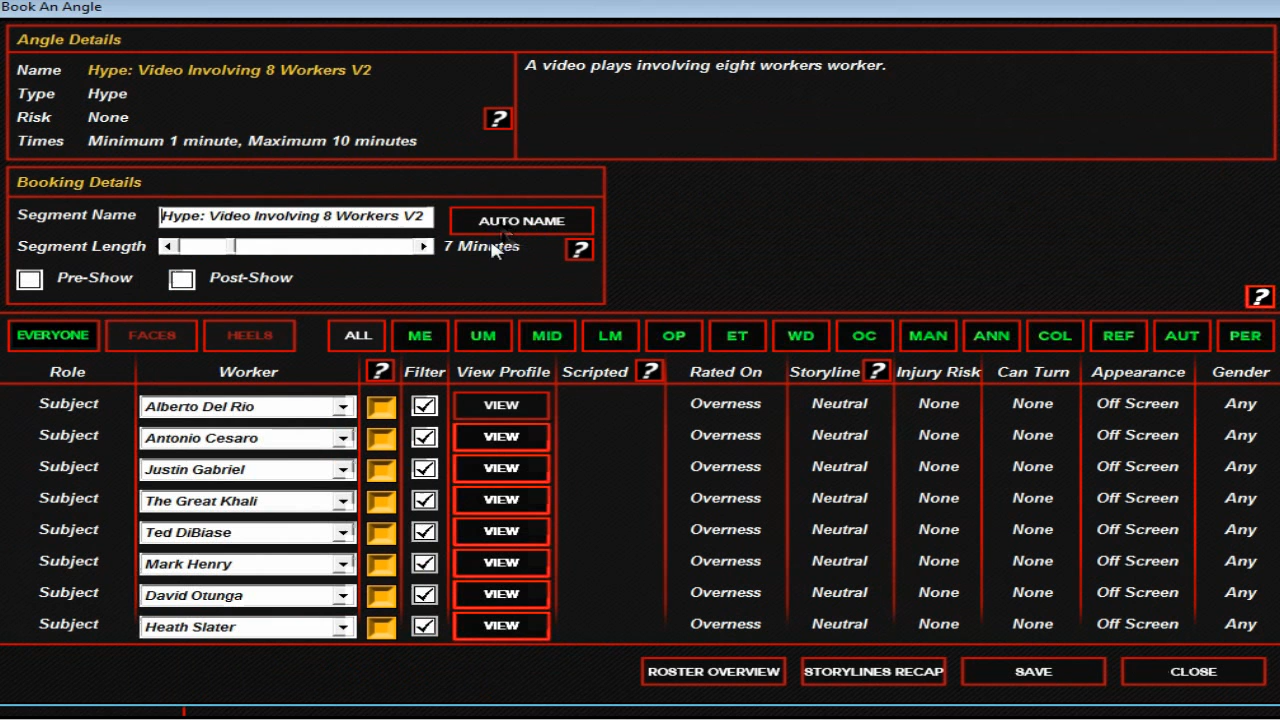 Book An Angle
Angle Details
Name Hype: Video Involving 8 Workers V2
Type Hype
Risk None
?
Times Minimum 1 minute, Maximum 10 minutes
A video plays involving eight workers worker.
Booking Details
Segment Name Hype: Video Involving 8 Workers V2 AUTO NAME
Segment Length 7 Minutes ?
Pre-Show Post-Show
?
EVERYONE FACES HEELS ALL ME UM MID LM OP ET WD OC MAN ANN COL REF AUT PER
Role Worker ? Filter View Profile Scripted ? Rated On Storyline ? Injury Risk Can Turn Appearance Gender
Subject Alberto Del Rio VIEW Overness Neutral None None Off Screen Any
Subject Antonio Cesaro VIEW Overness Neutral None None Off Screen Any
Subject Justin Gabriel VIEW Overness Neutral None None Off Screen Any
Subject The Great Khali VIEW Overness Neutral None None Off Screen Any
Subject Ted DiBiase VIEW Overness Neutral None None Off Screen Any
Subject Mark Henry VIEW Overness Neutral None None Off Screen Any
Subject David Otunga VIEW Overness Neutral None None Off Screen Any
Subject Heath Slater VIEW Overness Neutral None None Off Screen Any
ROSTER OVERVIEW STORYLINES RECAP SAVE CLOSE